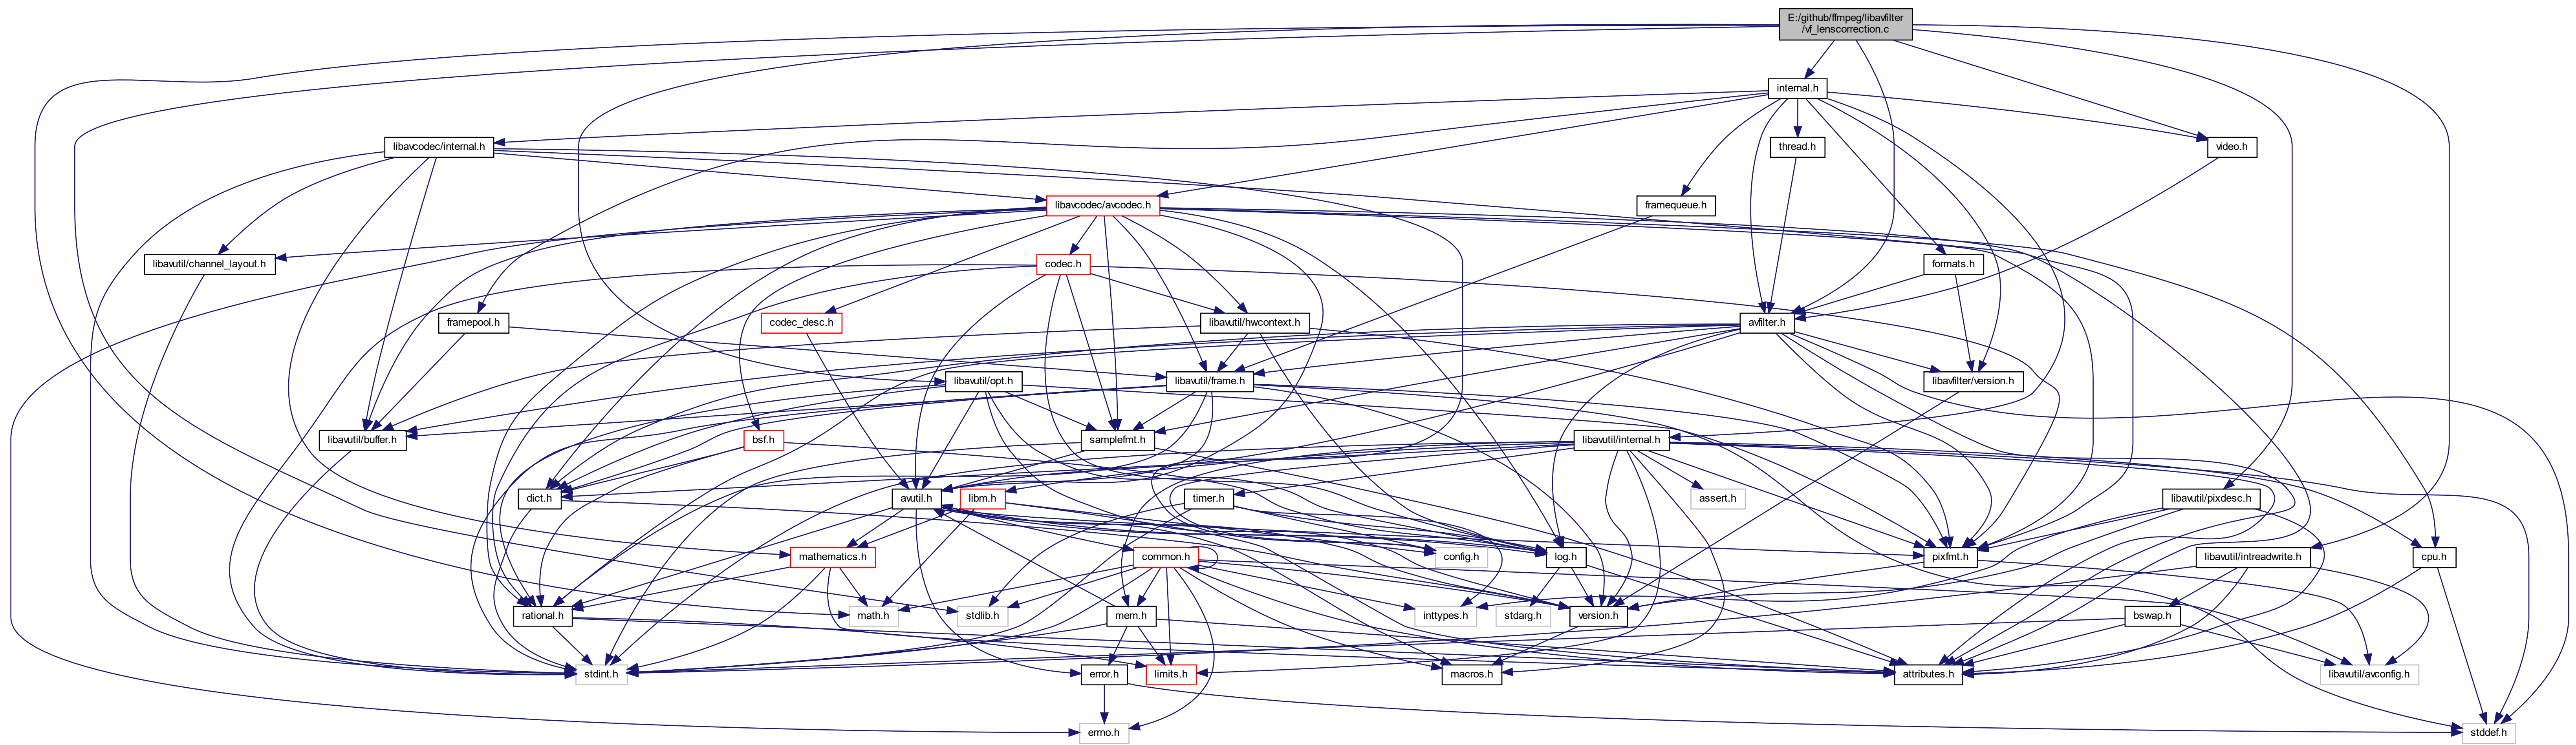 E:/github/ffmpeg/libavfilter
/vf_lenscorrection.c
internal.h
libavcodec/internal.h
thread.h
video.h
libavcodec/avcodec.h
framequeue.h
libavutil/channel_layout.h
codec.h
formats.h
framepool.h
codec_desc.h
libavutil/hwcontext.h
avfilter.h
libavutil/opt.h
libavutil/frame.h
libavfilter/version.h
libavutil/buffer.h
bsf.h
samplefmt.h
libavutil/internal.h
dict.h
avutil.h
libm.h
timer.h
assert.h
libavutil/pixdesc.h
mathematics.h
common.h
config.h
log.h
pixfmt.h
libavutil/intreadwrite.h
cpu.h
rational.h
math.h
stdlib.h
mem.h
inttypes.h
stdarg.h
version.h
bswap.h
stdint.h
error.h
limits.h
macros.h
attributes.h
libavutil/avconfig.h
errno.h
stddef.h